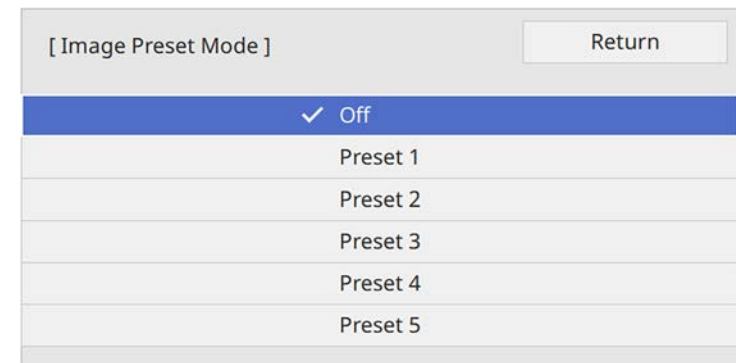 [ Image Preset Mode ]
Return
Off
Preset 1
Preset 2
Preset 3
Preset 4
Preset 5